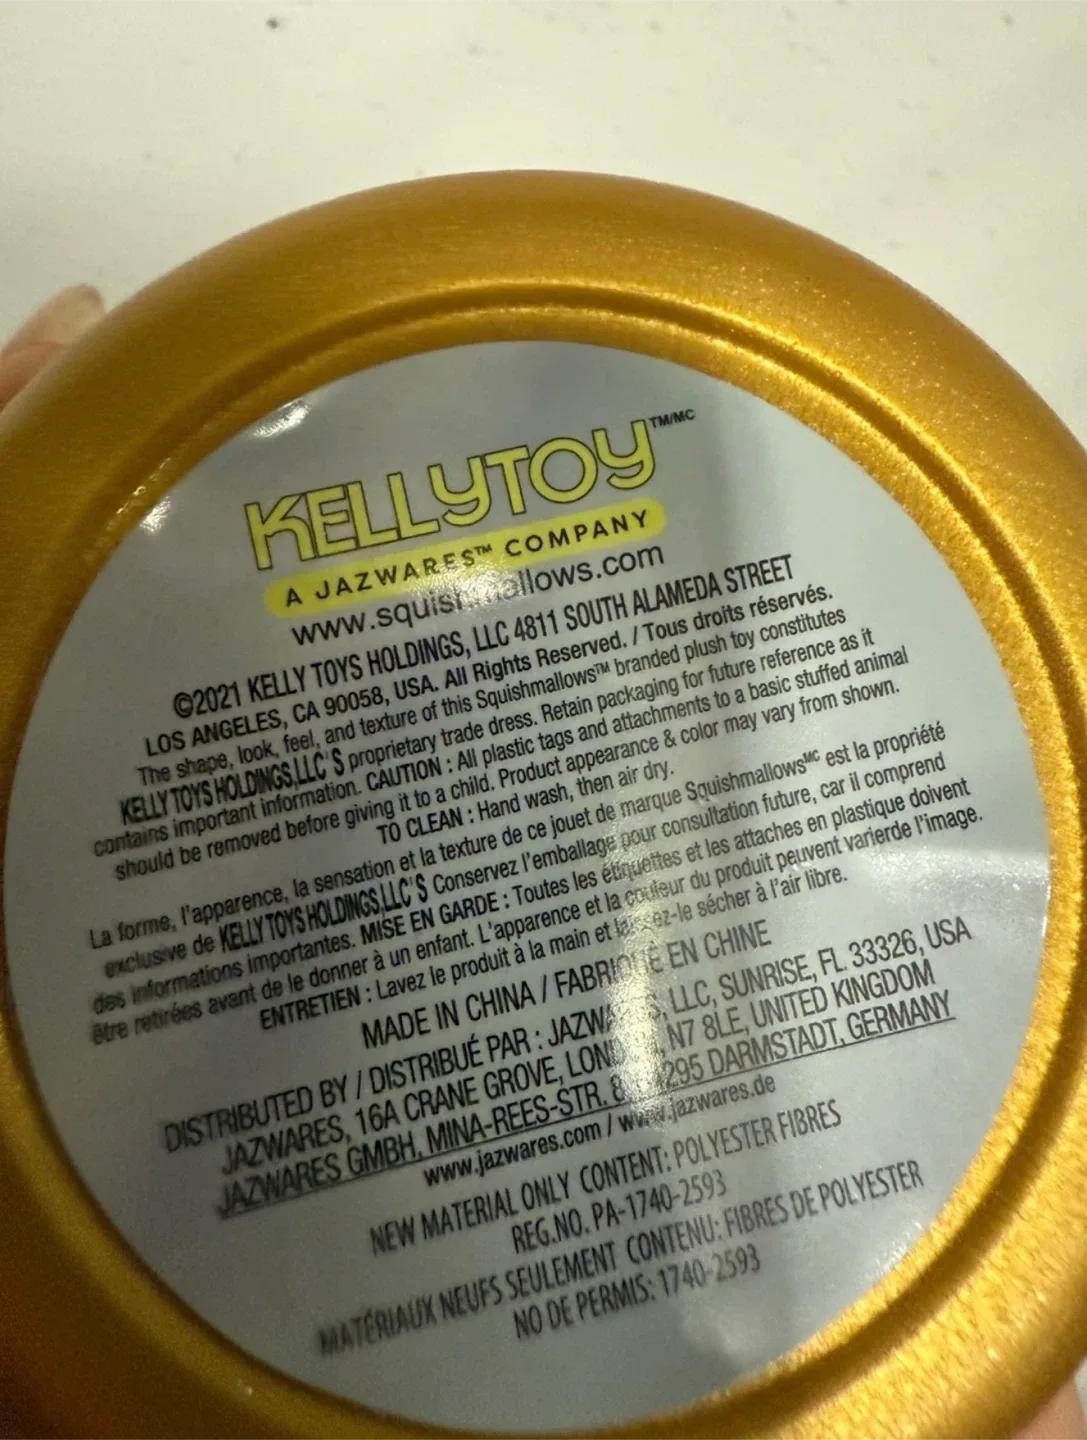 KELLYTOY™/MC
A JAZWARES™ COMPANY
www.squishmallows.com
©2021 KELLY TOYS HOLDINGS, LLC 4811 SOUTH ALAMEDA STREET
LOS ANGELES, CA 90058, USA. All Rights Reserved. / Tous droits réservés.
The shape, look, feel, and texture of this Squishmallows™ branded plush toy constitutes
KELLY TOYS HOLDINGS,LLC'S proprietary trade dress. Retain packaging for future reference as it
contains important information. CAUTION : All plastic tags and attachments to a basic stuffed animal
should be removed before giving it to a child. Product appearance & color may vary from shown.
TO CLEAN : Hand wash, then air dry.
La forme, l'apparence, la sensation et la texture de ce jouet de marque Squishmallows MC est la propriété
exclusive de KELLY TOYS HOLDINGS,LLC'S Conservez l'emballage pour consultation future, car il comprend
des informations importantes. MISE EN GARDE : Toutes les étiquettes et les attaches en plastique doivent
être retirées avant de le donner à un enfant. L'apparence et la couleur du produit peuvent varierde l'image.
ENTRETIEN : Lavez le produit à la main et laissez-le sécher à l'air libre.
MADE IN CHINA / FABRIQUÉ EN CHINE
DISTRIBUTED BY / DISTRIBUÉ PAR : JAZWARES, LLC, SUNRISE, FL 33326, USA
JAZWARES, 16A CRANE GROVE, LONDON, N7 8LE, UNITED KINGDOM
JAZWARES GMBH, MINA-REES-STR. DARMSTADT, GERMANY
www.jazwares.com / www.jazwares.de
NEW MATERIAL ONLY CONTENT: POLYESTER FIBRES
REG.NO. PA-1740-2593
MATÉRIAUX NEUFS SEULEMENT CONTENU: FIBRES DE POLYESTER
NO DE PERMIS: 1740-2593